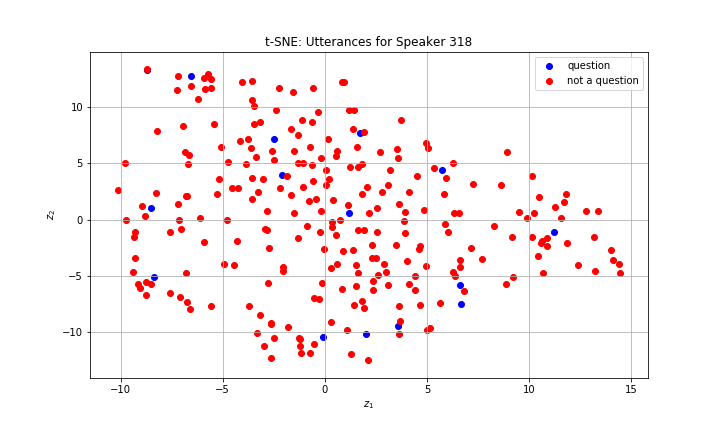 t-SNE: Utterances for Speaker 318
question
not a question
10
5
0
−5
−10
z2
−10
−5
0
5
10
15
z1